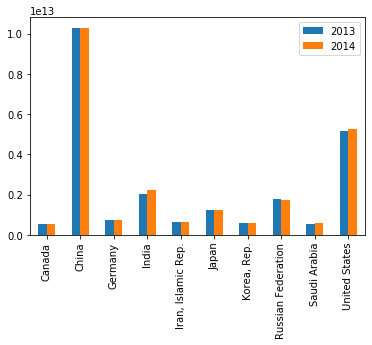 1e13
2013
2014
1.0
0.8
0.6
0.4
0.2
0.0
Canada
China
Germany
India
Iran, Islamic Rep.
Japan
Korea, Rep.
Russian Federation
Saudi Arabia
United States